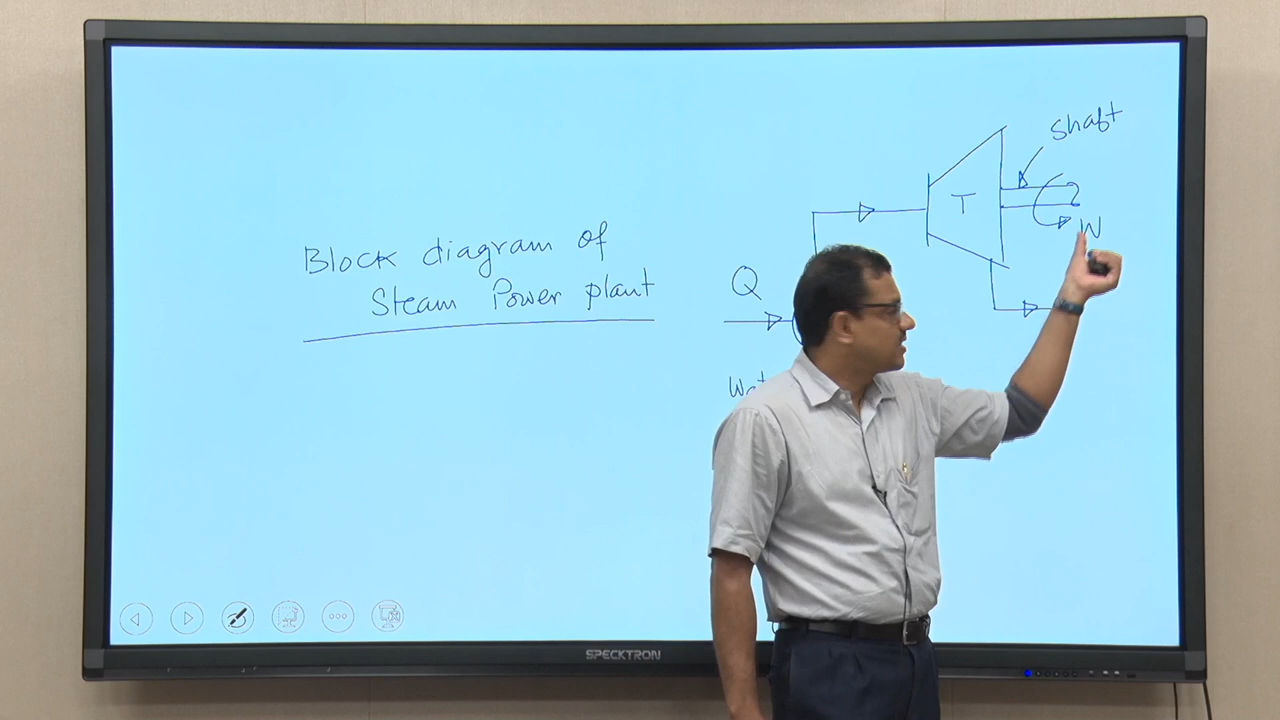 Block diagram of
Steam Power plant
shaft
T
W
Q
SPECKTRON